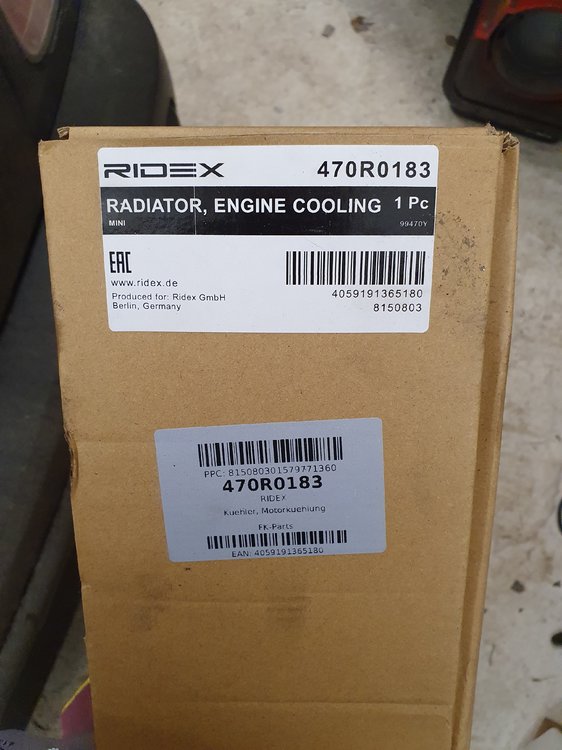 RIDEX 470R0183
RADIATOR, ENGINE COOLING 1 Pc
MINI 99470Y
EAC
www.ridex.de
Produced for: Ridex GmbH
Berlin, Germany
4059191365180
8150803
PPC: 815080301579771360
470R0183
RIDEX
Kuehler, Motorkuehlung
FK-Parts
EAN: 4059191365180